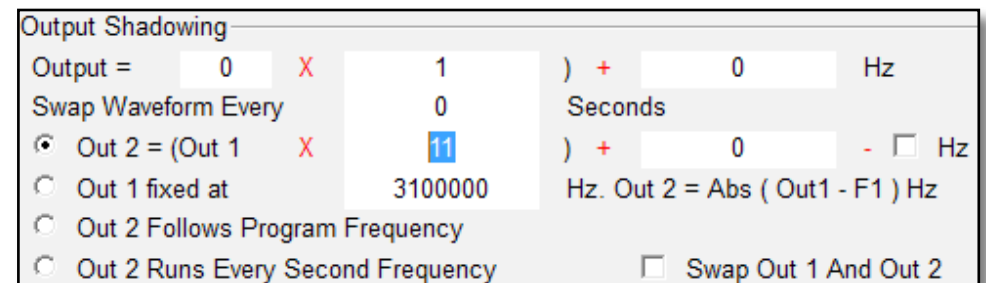 Output Shadowing
Output = 0 X 1 ) + 0 Hz
Swap Waveform Every 0 Seconds
Out 2 = (Out 1 X 11 ) + 0 - Hz
Out 1 fixed at 3100000 Hz. Out 2 = Abs ( Out1 - F1 ) Hz
Out 2 Follows Program Frequency
Out 2 Runs Every Second Frequency Swap Out 1 And Out 2